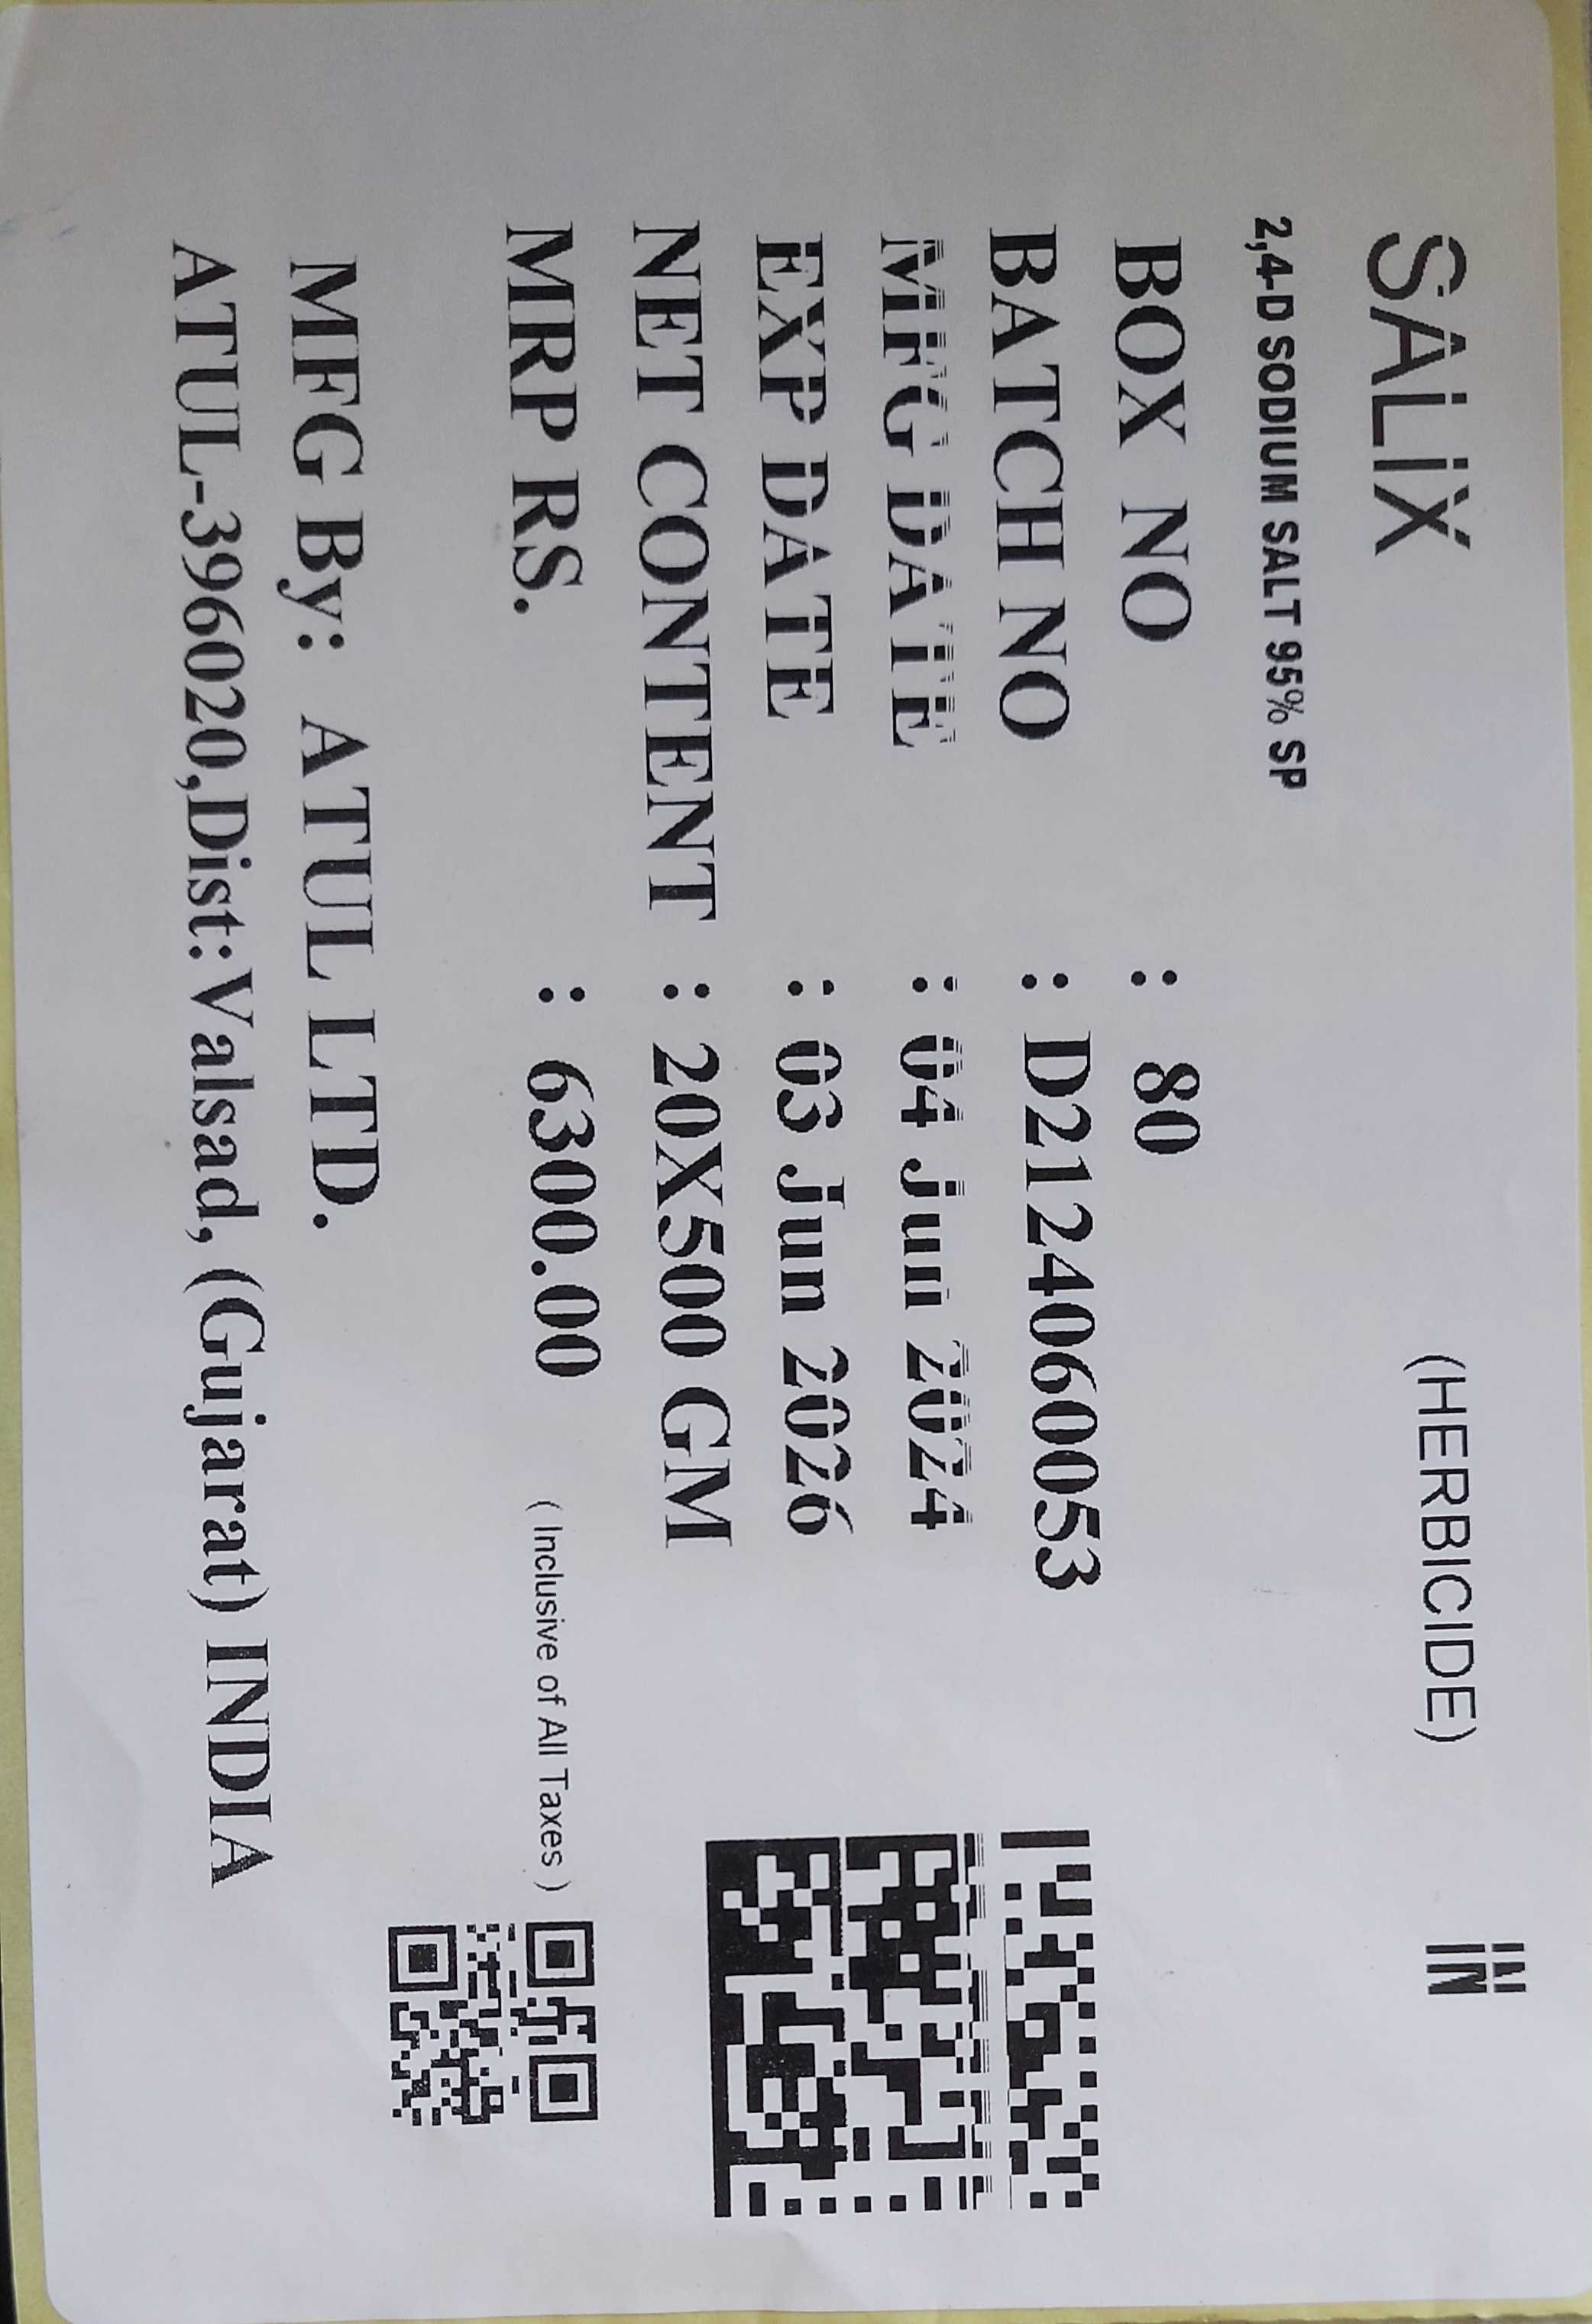 SALIX (HERBICIDE) IN
2,4-D SODIUM SALT 95% SP
BOX NO : 80
BATCH NO : D2124060053
MFG DATE : 04 Jun 2024
EXP DATE : 03 Jun 2026
NET CONTENT : 20X500 GM
MRP RS. : 6300.00 ( Inclusive of All Taxes )
MFG By: ATUL LTD.
ATUL-396020,Dist:Valsad, (Gujarat) INDIA